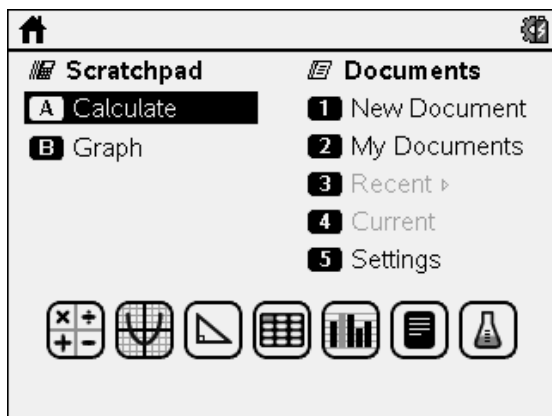 Scratchpad
A Calculate
B Graph
Documents
1 New Document
2 My Documents
3 Recent ▹
4 Current
5 Settings